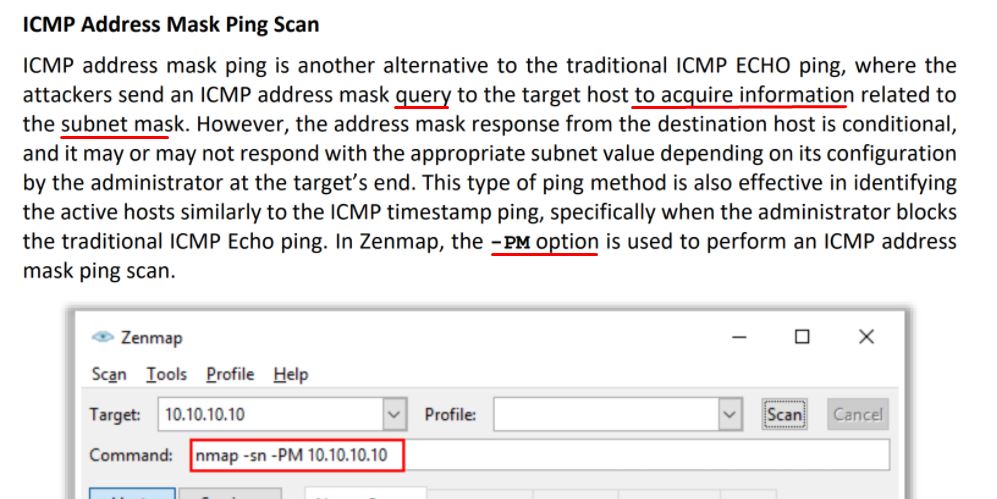 ICMP Address Mask Ping Scan
ICMP address mask ping is another alternative to the traditional ICMP ECHO ping, where the
attackers send an ICMP address mask query to the target host to acquire information related to
the subnet mask. However, the address mask response from the destination host is conditional,
and it may or may not respond with the appropriate subnet value depending on its configuration
by the administrator at the target’s end. This type of ping method is also effective in identifying
the active hosts similarly to the ICMP timestamp ping, specifically when the administrator blocks
the traditional ICMP Echo ping. In Zenmap, the -PM option is used to perform an ICMP address
mask ping scan.
Zenmap
Scan Tools Profile Help
Target: 10.10.10.10 Profile: Scan Cancel
Command: nmap -sn -PM 10.10.10.10